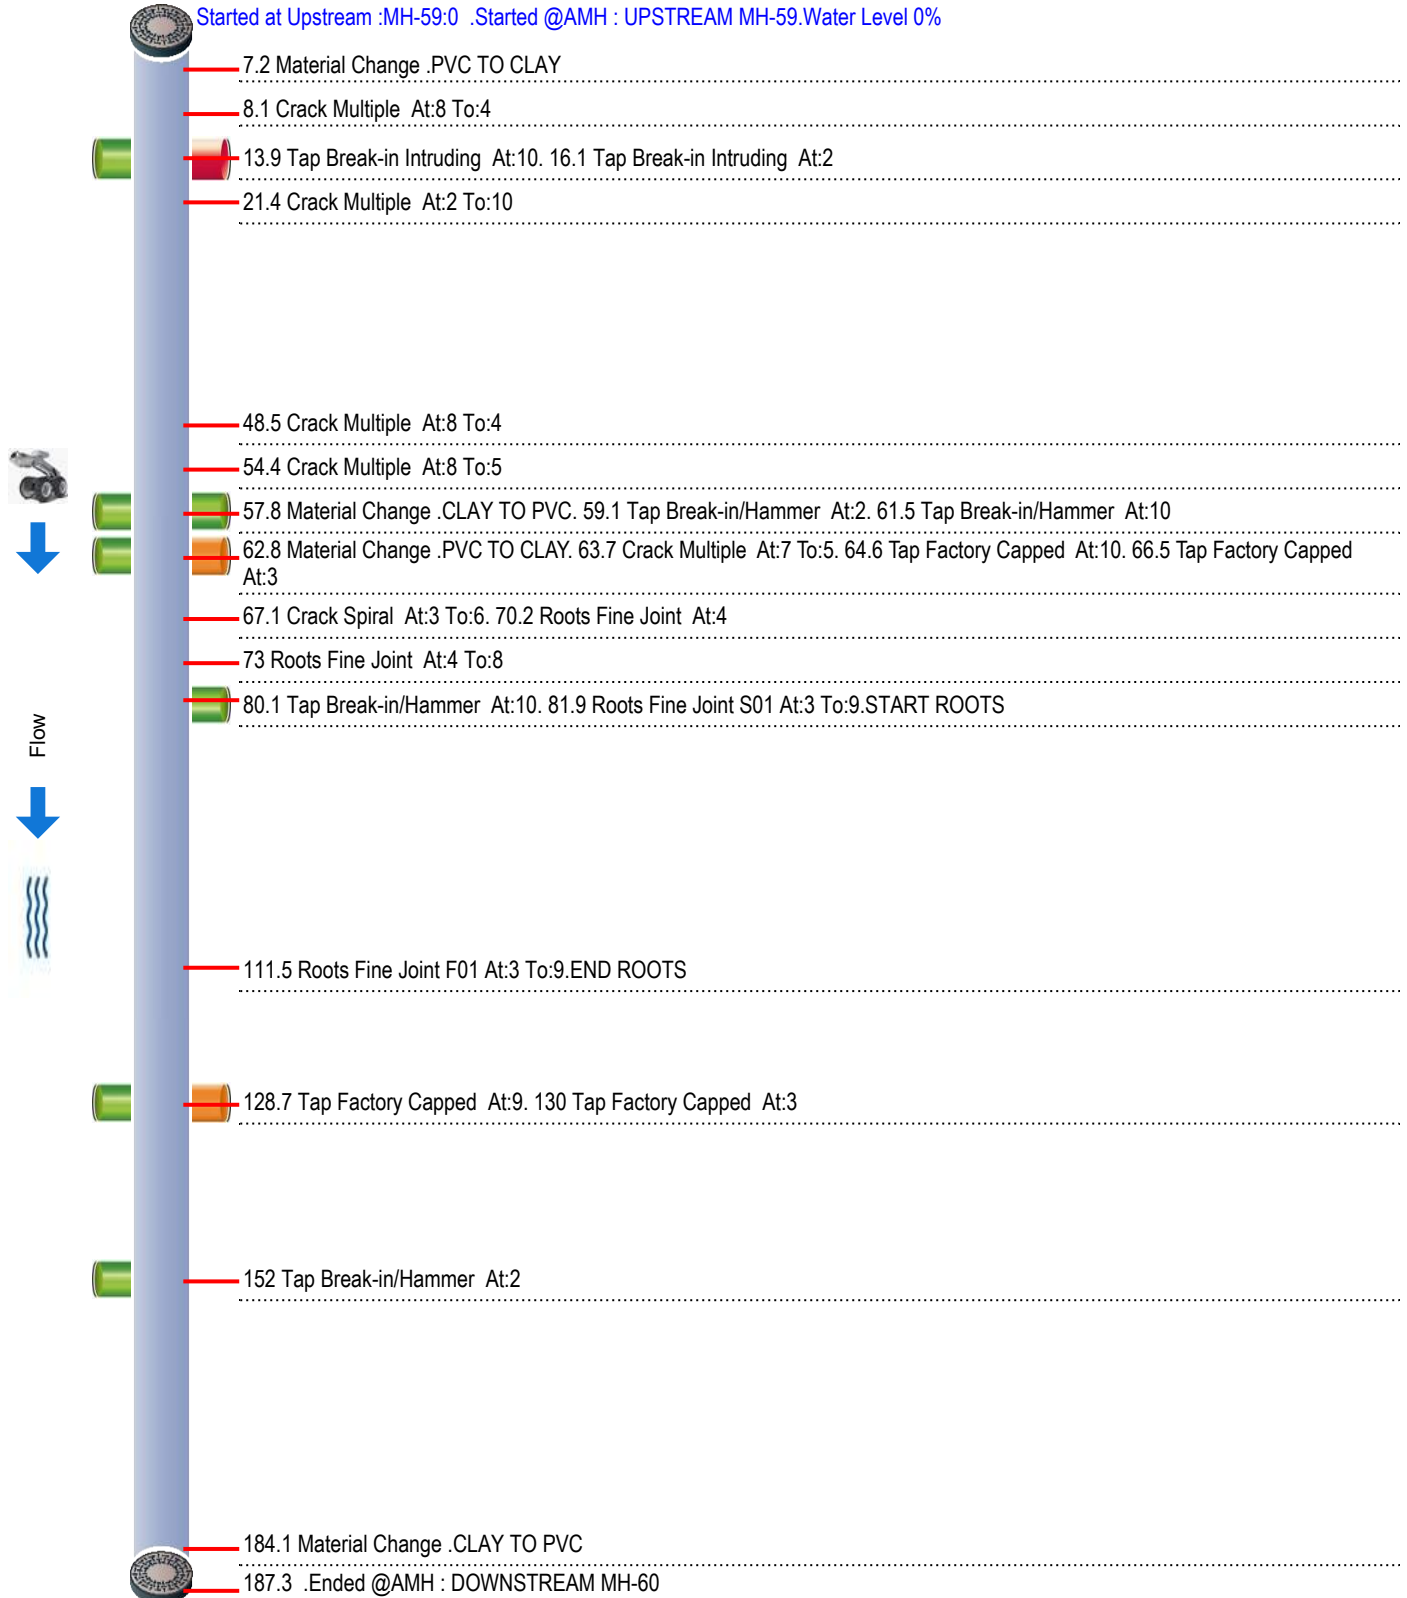 Started at Upstream :MH-59:0 .Started @AMH : UPSTREAM MH-59.Water Level 0%
7.2 Material Change .PVC TO CLAY
8.1 Crack Multiple At:8 To:4
13.9 Tap Break-in Intruding At:10. 16.1 Tap Break-in Intruding At:2
21.4 Crack Multiple At:2 To:10
48.5 Crack Multiple At:8 To:4
54.4 Crack Multiple At:8 To:5
57.8 Material Change .CLAY TO PVC. 59.1 Tap Break-in/Hammer At:2. 61.5 Tap Break-in/Hammer At:10
62.8 Material Change .PVC TO CLAY. 63.7 Crack Multiple At:7 To:5. 64.6 Tap Factory Capped At:10. 66.5 Tap Factory Capped
At:3
67.1 Crack Spiral At:3 To:6. 70.2 Roots Fine Joint At:4
73 Roots Fine Joint At:4 To:8
80.1 Tap Break-in/Hammer At:10. 81.9 Roots Fine Joint S01 At:3 To:9.START ROOTS
Flow
111.5 Roots Fine Joint F01 At:3 To:9.END ROOTS
128.7 Tap Factory Capped At:9. 130 Tap Factory Capped At:3
152 Tap Break-in/Hammer At:2
184.1 Material Change .CLAY TO PVC
187.3 .Ended @AMH : DOWNSTREAM MH-60